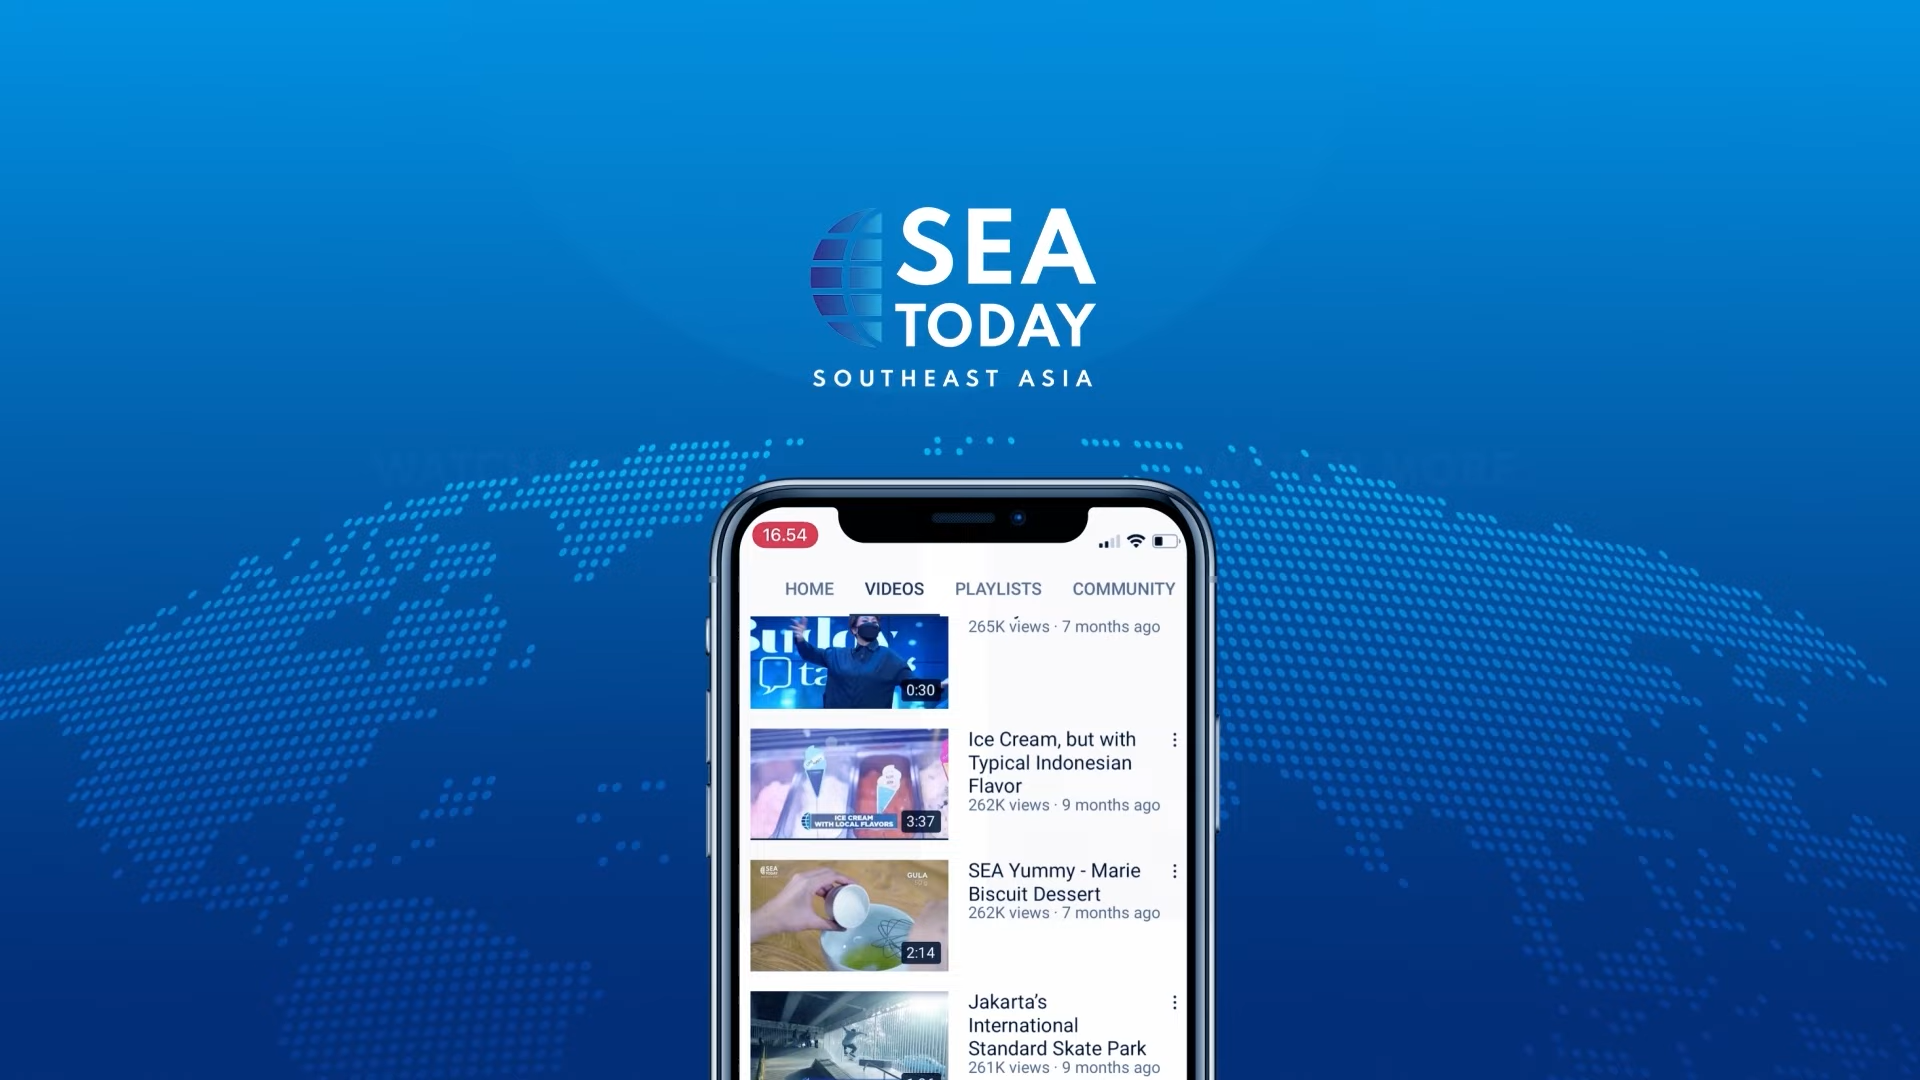 SEA
TODAY
SOUTHEAST ASIA
16.54
HOME VIDEOS PLAYLISTS COMMUNITY
265K views · 7 months ago
0:30
Ice Cream, but with
Typical Indonesian
Flavor
262K views · 9 months ago
ICE CREAM
WITH LOCAL FLAVORS
3:37
SEA Yummy - Marie
Biscuit Dessert
262K views · 7 months ago
SEA
TODAY
GULA
2:14
Jakarta's
International
Standard Skate Park
261K views · 9 months ago